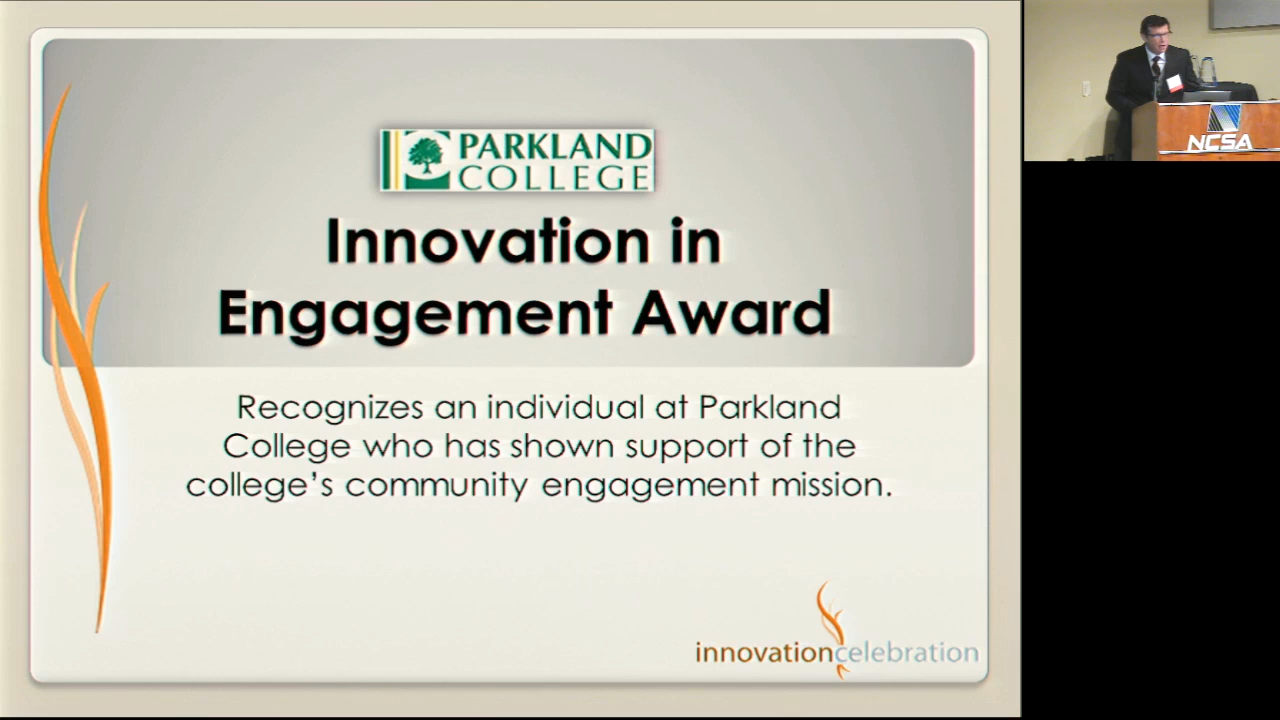 PARKLAND
COLLEGE
Innovation in
Engagement Award
Recognizes an individual at Parkland
College who has shown support of the
college's community engagement mission.
innovationcelebration
NCSA